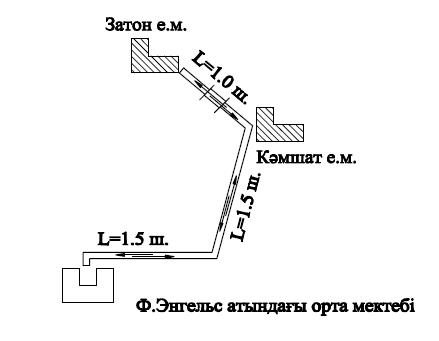 Затон е.м.
L=1.0 ш.
Кәмшат е.м.
L=1.5 ш.
L=1.5 ш.
Ф.Энгельс атындағы орта мектебі